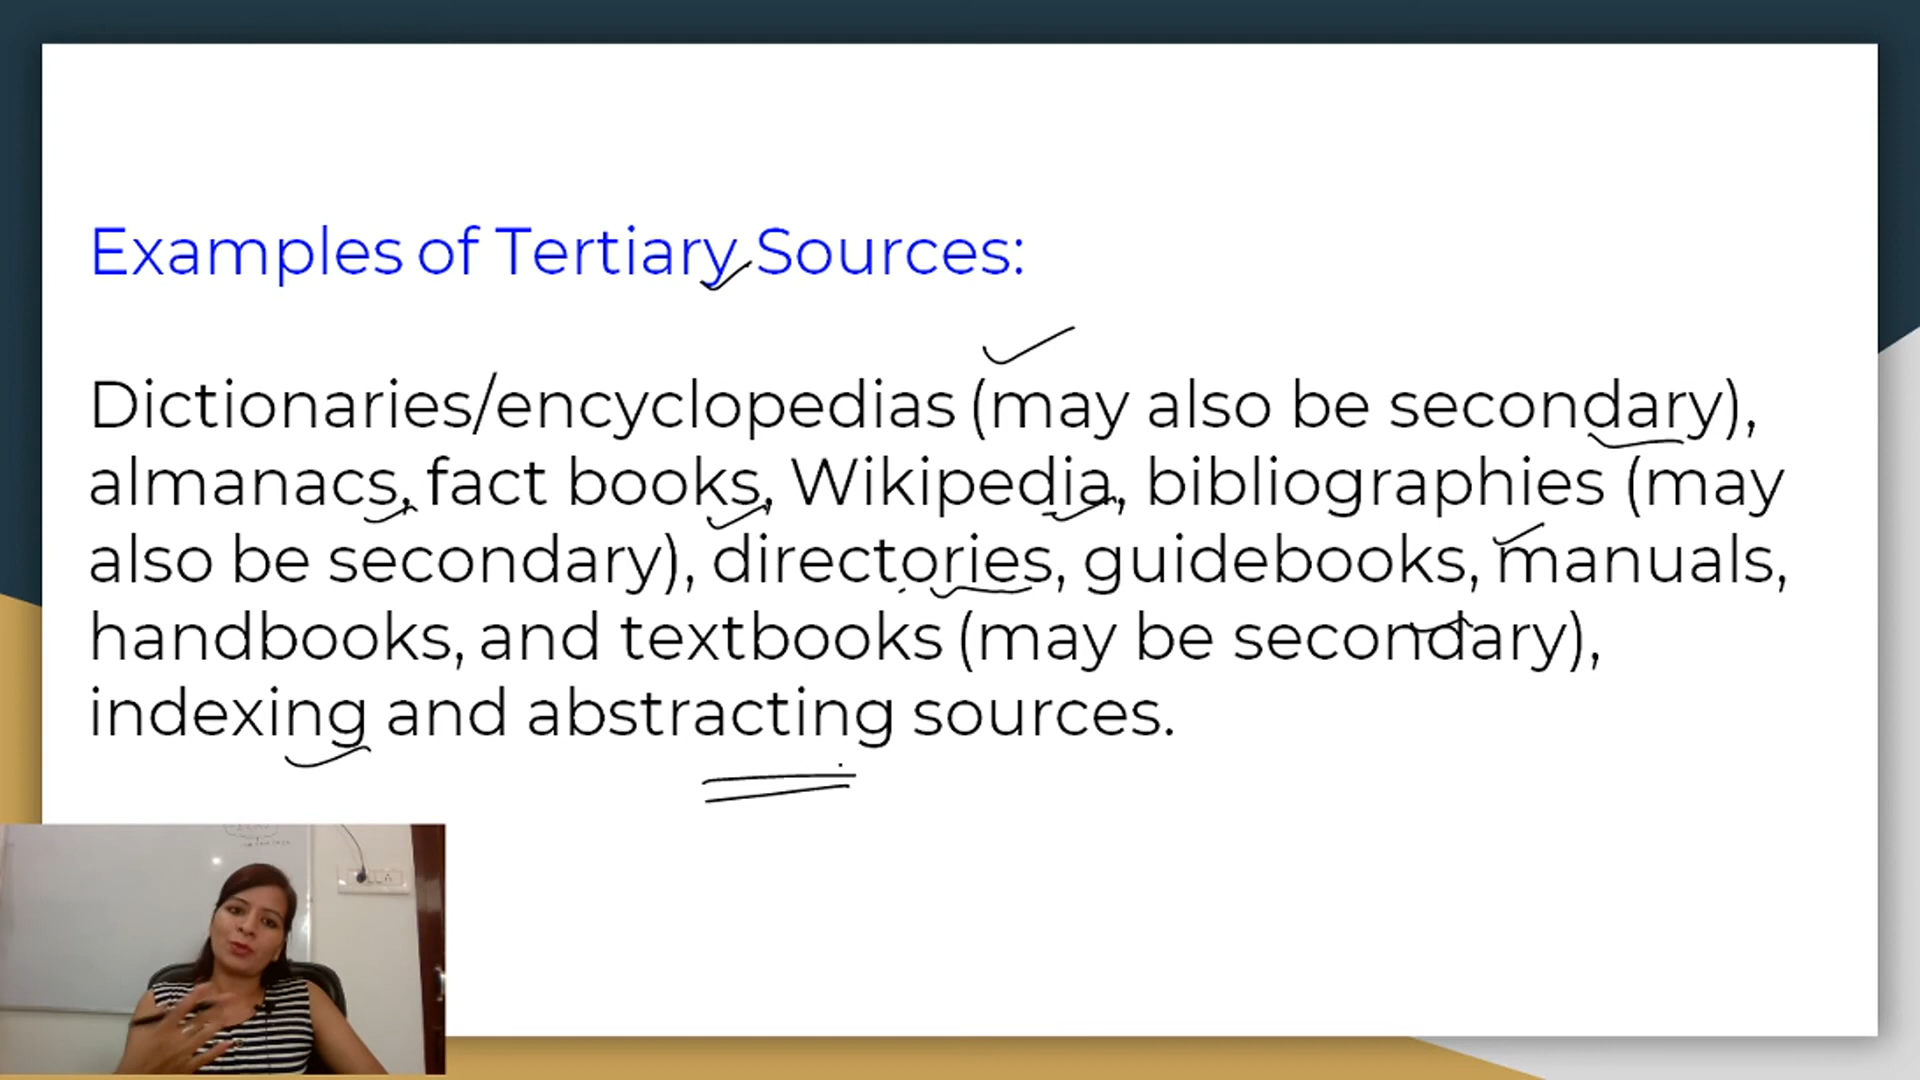 Examples of Tertiary Sources:
Dictionaries/encyclopedias (may also be secondary),
almanacs, fact books, Wikipedia, bibliographies (may
also be secondary), directories, guidebooks, manuals,
handbooks, and textbooks (may be secondary),
indexing and abstracting sources.